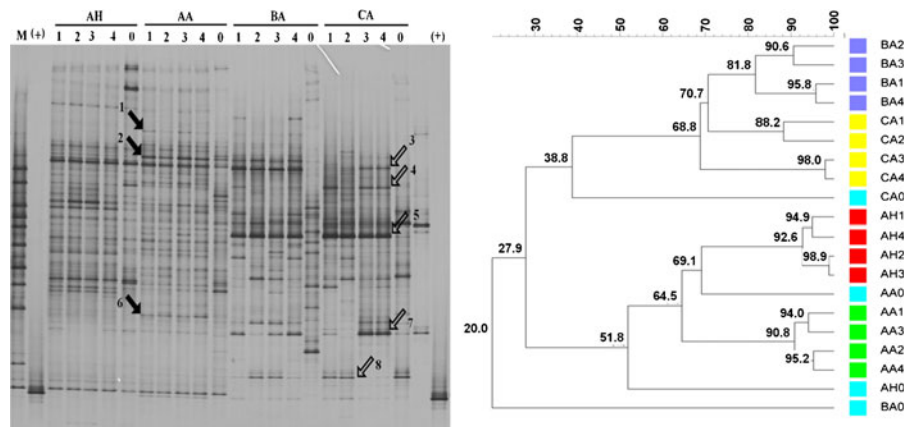 AH AA BA CA
M (+) 1 2 3 4 0 1 2 3 4 0 1 2 3 4 0 1 2 3 4 0 (+)
1
2
3
4
5
6
7
8
20 30 40 50 60 70 80 90 100
90.6 BA2
81.8 BA3
70.7 95.8 BA1
BA4
88.2 CA1
68.8 CA2
98.0 CA3
38.8 CA4
CA0
94.9 AH1
27.9 92.6 AH4
98.9 AH2
69.1 AH3
64.5 AA0
20.0 94.0 AA1
51.8 90.8 AA3
95.2 AA2
AA4
AH0
BA0